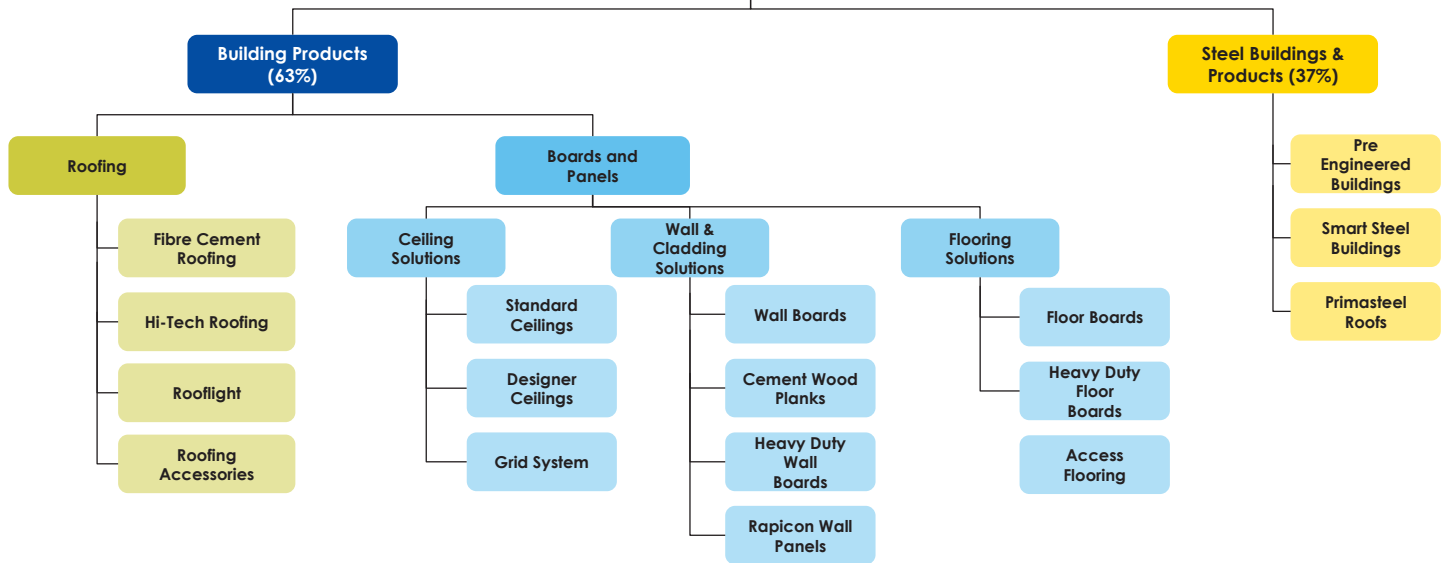 Building Products
(63%)
Steel Buildings &
Products (37%)
Roofing
Boards and
Panels
Pre
Engineered
Buildings
Smart Steel
Buildings
Primasteel
Roofs
Fibre Cement
Roofing
Hi-Tech Roofing
Rooflight
Roofing
Accessories
Ceiling
Solutions
Standard
Ceilings
Designer
Ceilings
Grid System
Wall &
Cladding
Solutions
Wall Boards
Cement Wood
Planks
Heavy Duty
Wall
Boards
Rapicon Wall
Panels
Flooring
Solutions
Floor Boards
Heavy Duty
Floor
Boards
Access
Flooring